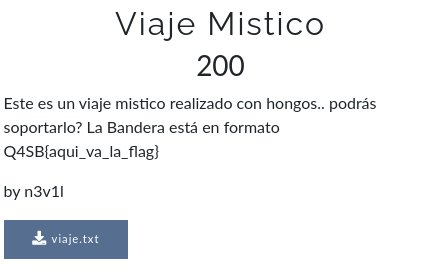 Viaje Mistico
200
Este es un viaje mistico realizado con hongos.. podrás
soportarlo? La Bandera está en formato
Q4SB{aqui_va_la_flag}
by n3v1l
viaje.txt